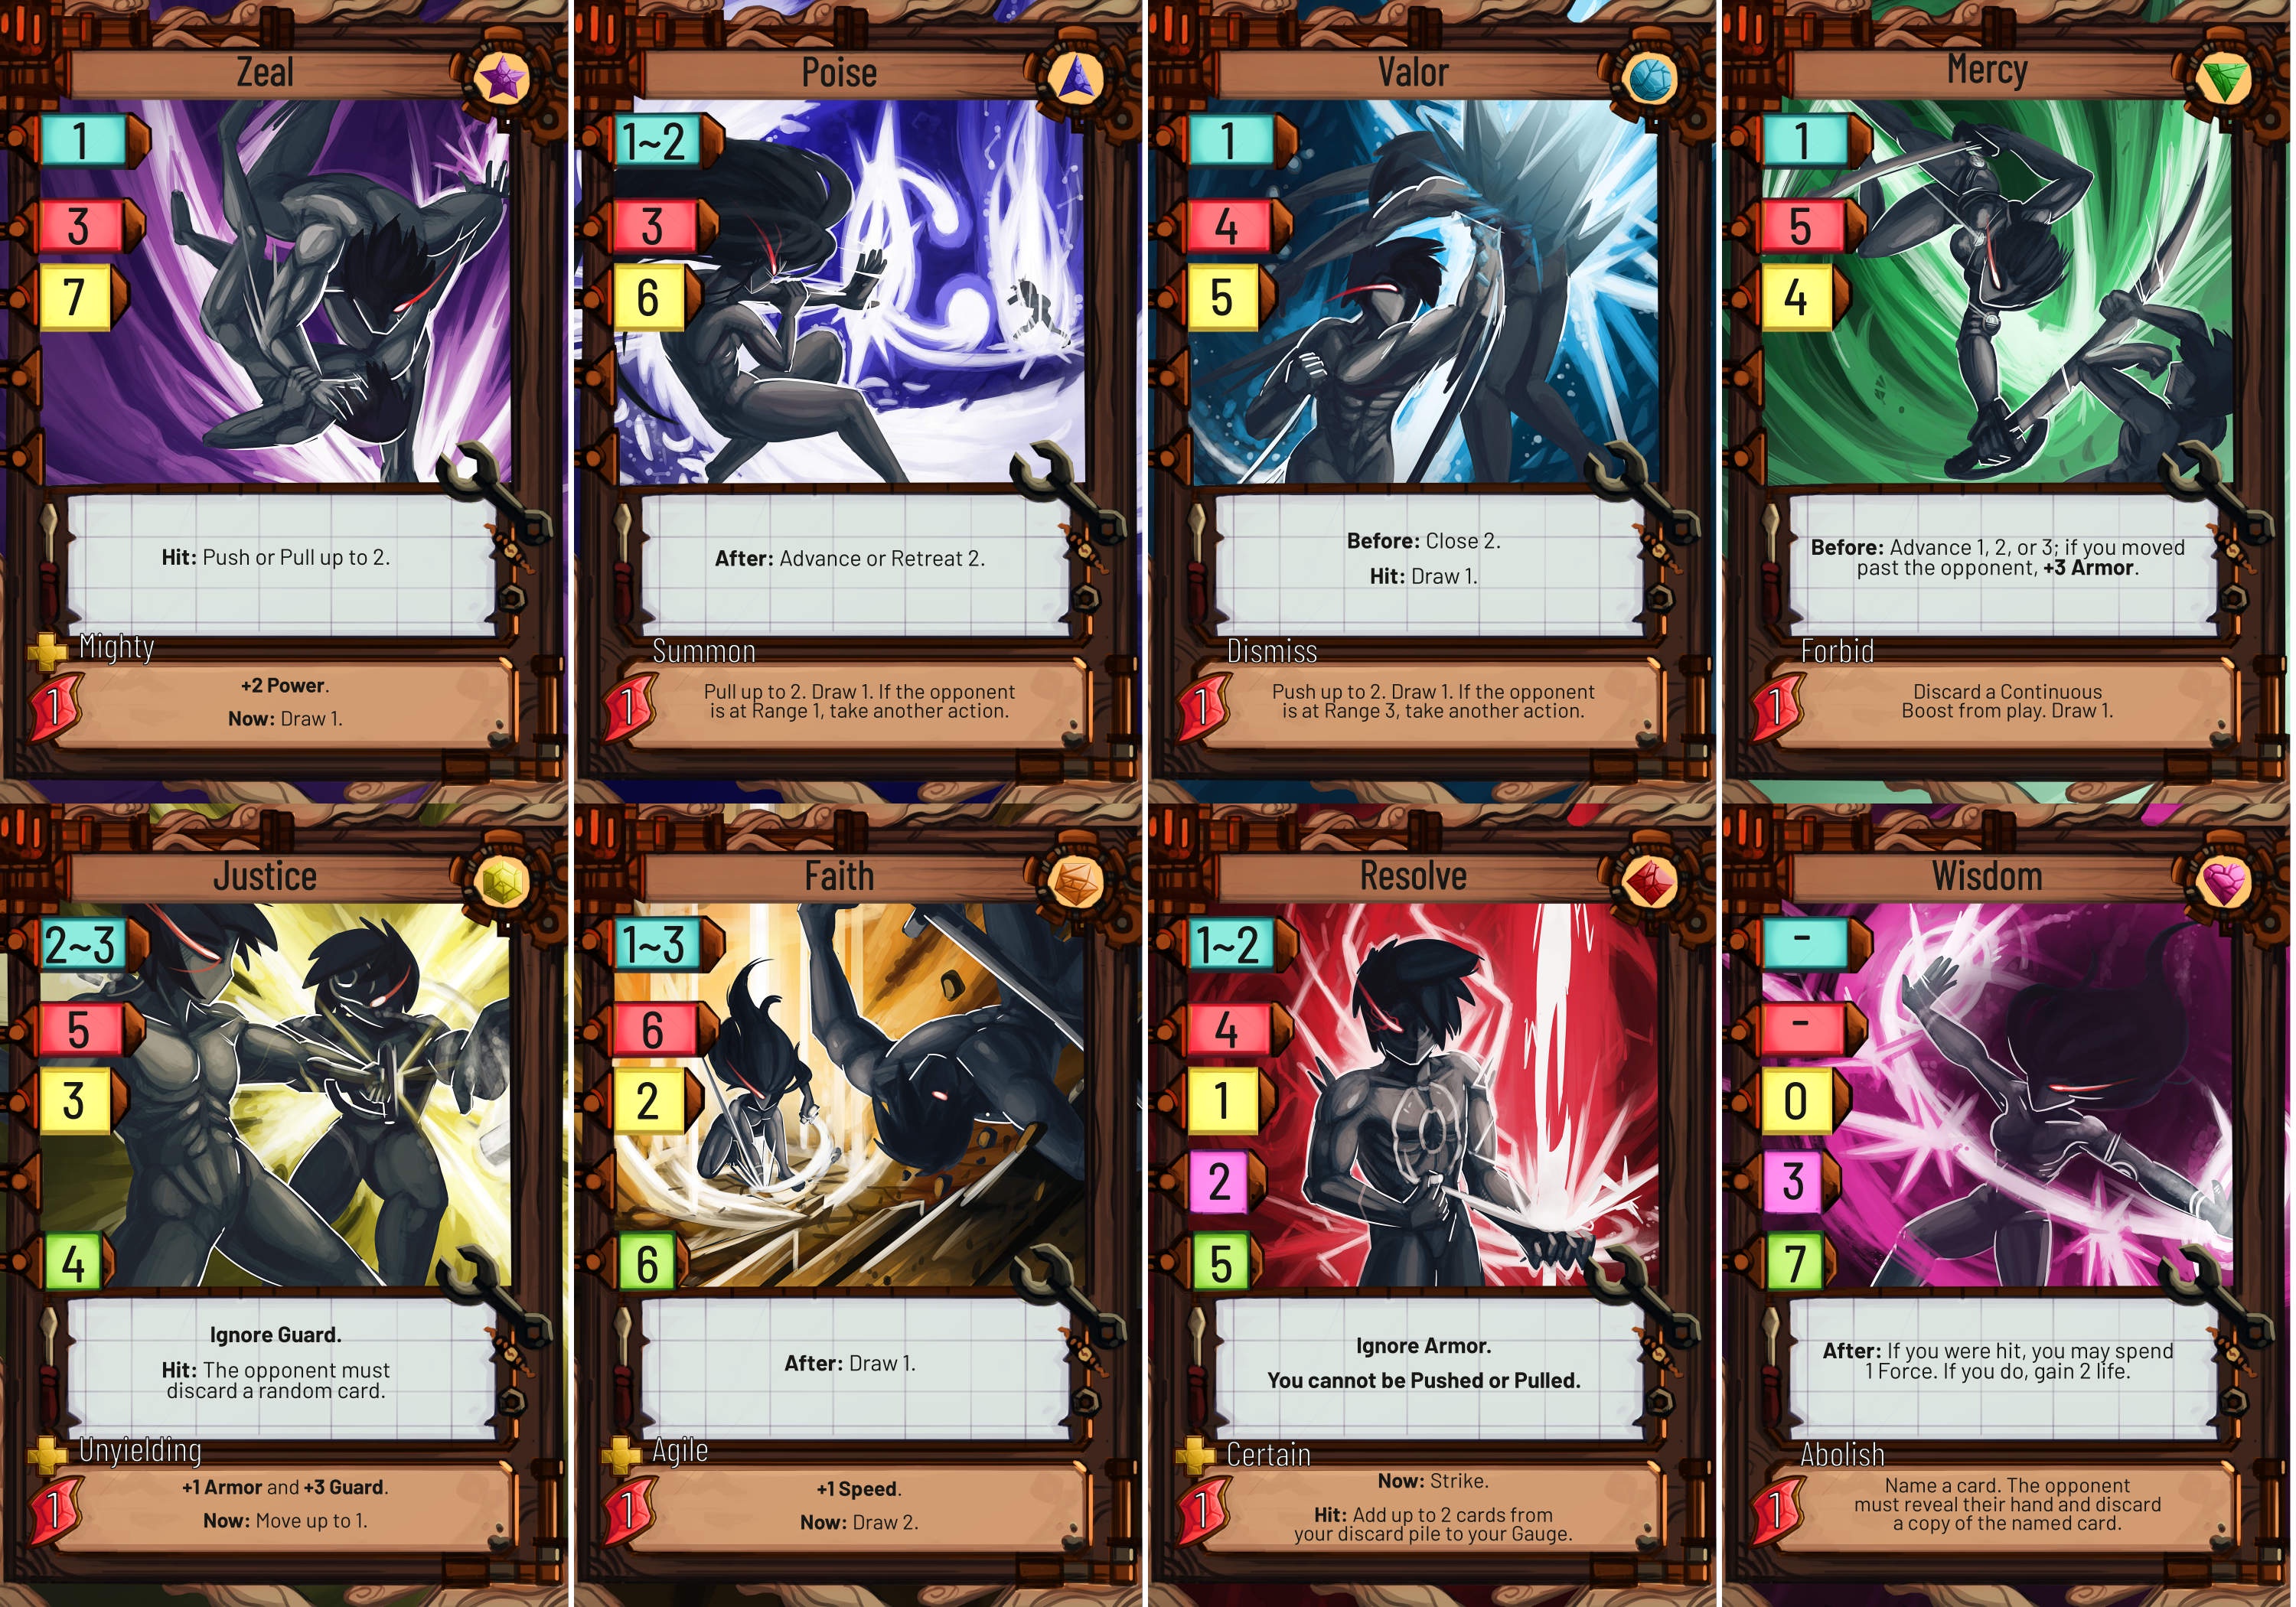 Zeal
1
3
7
Hit: Push or Pull up to 2.
Mighty
1
+2 Power.
Now: Draw 1.
Poise
1~2
3
6
After: Advance or Retreat 2.
Summon
1
Pull up to 2. Draw 1. If the opponent
is at Range 1, take another action.
Valor
1
4
5
Before: Close 2.
Hit: Draw 1.
Dismiss
1
Push up to 2. Draw 1. If the opponent
is at Range 3, take another action.
Mercy
1
5
4
Before: Advance 1, 2, or 3; if you moved
past the opponent, +3 Armor.
Forbid
1
Discard a Continuous
Boost from play. Draw 1.
Justice
2~3
5
3
4
Ignore Guard.
Hit: The opponent must
discard a random card.
Unyielding
1
+1 Armor and +3 Guard.
Now: Move up to 1.
Faith
1~3
6
2
6
After: Draw 1.
Agile
1
+1 Speed.
Now: Draw 2.
Resolve
1~2
4
1
2
5
Ignore Armor.
You cannot be Pushed or Pulled.
Certain
1
Now: Strike.
Hit: Add up to 2 cards from
your discard pile to your Gauge.
Wisdom
-
-
0
3
7
After: If you were hit, you may spend
1 Force. If you do, gain 2 life.
Abolish
1
Name a card. The opponent
must reveal their hand and discard
a copy of the named card.